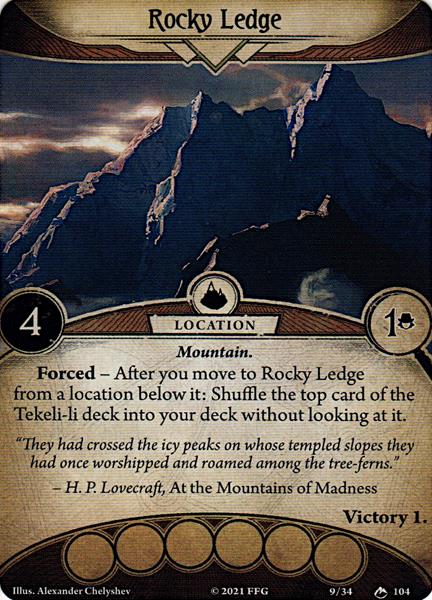 Rocky Ledge
4
1
LOCATION
Mountain.
Forced – After you move to Rocky Ledge
from a location below it: Shuffle the top card of the
Tekeli-li deck into your deck without looking at it.
“They had crossed the icy peaks on whose templed slopes they
had once worshipped and roamed among the tree-ferns.”
– H. P. Lovecraft, At the Mountains of Madness
Victory 1.
Illus. Alexander Chelyshev © 2021 FFG 9/34 104